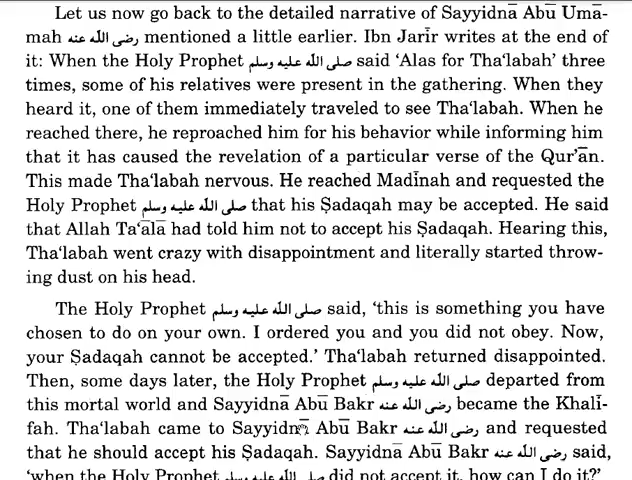 Let us now go back to the detailed narrative of Sayyidnā Abū Umā-
mah رضى الله عنه mentioned a little earlier. Ibn Jarīr writes at the end of
it: When the Holy Prophet صلى الله عليه وسلم said ‘Alas for Tha‘labah’ three
times, some of his relatives were present in the gathering. When they
heard it, one of them immediately traveled to see Tha‘labah. When he
reached there, he reproached him for his behavior while informing him
that it has caused the revelation of a particular verse of the Qur’ān.
This made Tha‘labah nervous. He reached Madīnah and requested the
Holy Prophet صلى الله عليه وسلم that his Ṣadaqah may be accepted. He said
that Allah Ta‘ālā had told him not to accept his Ṣadaqah. Hearing this,
Tha‘labah went crazy with disappointment and literally started throw-
ing dust on his head.
The Holy Prophet صلى الله عليه وسلم said, ‘this is something you have
chosen to do on your own. I ordered you and you did not obey. Now,
your Ṣadaqah cannot be accepted.’ Tha‘labah returned disappointed.
Then, some days later, the Holy Prophet صلى الله عليه وسلم departed from
this mortal world and Sayyidnā Abū Bakr رضى الله عنه became the Khalī-
fah. Tha‘labah came to Sayyidnā Abū Bakr رضى الله عنه and requested
that he should accept his Ṣadaqah. Sayyidnā Abū Bakr رضى الله عنه said,
‘when the Holy Prophet صلى الله عليه وسلم did not accept it, how can I do it?’